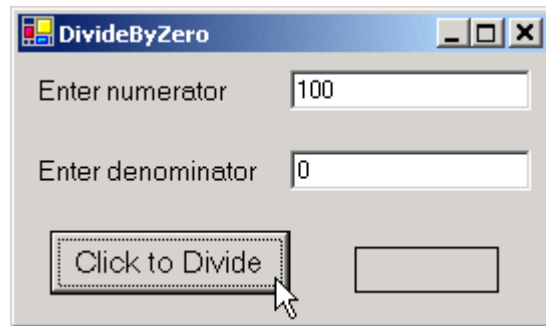 DivideByZero
Enter numerator 100
Enter denominator 0
Click to Divide